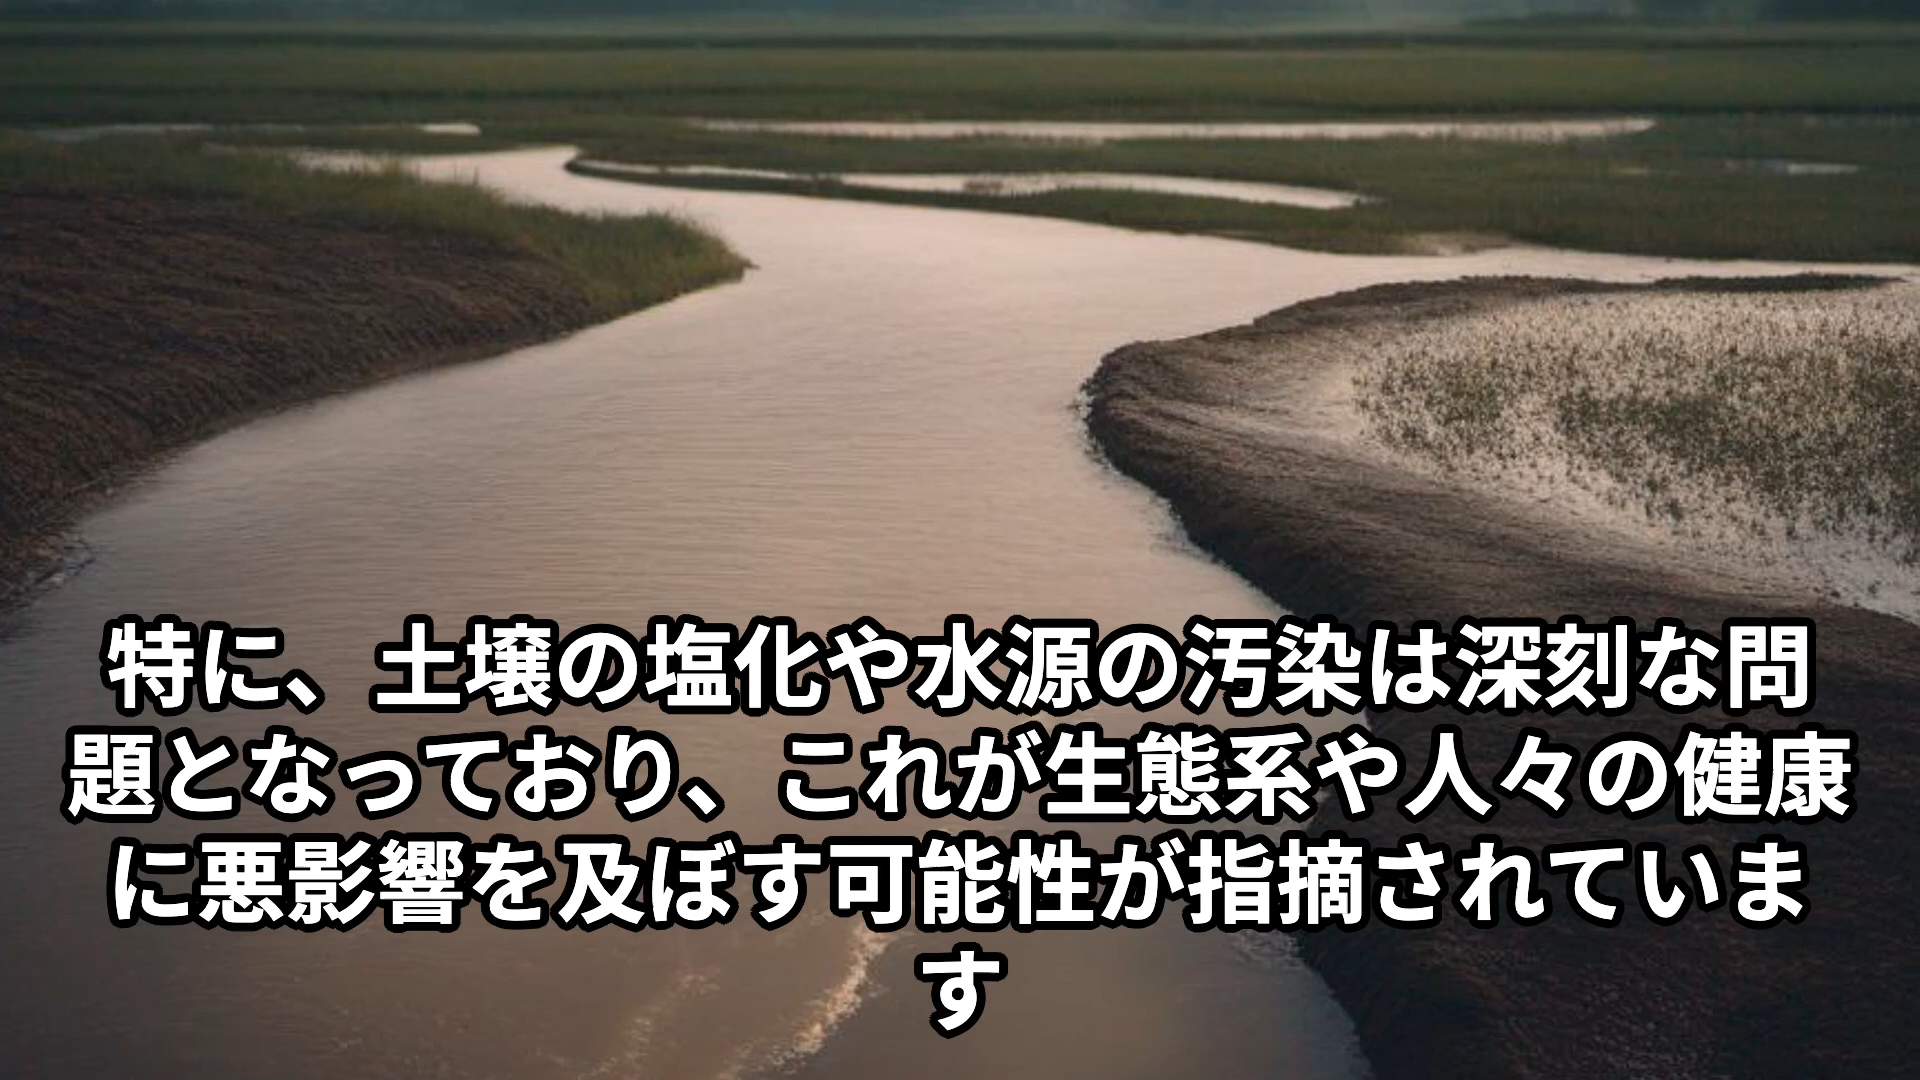 特に、土壌の塩化や水源の汚染は深刻な問
題となっており、これが生態系や人々の健康
に悪影響を及ぼす可能性が指摘されていま
す